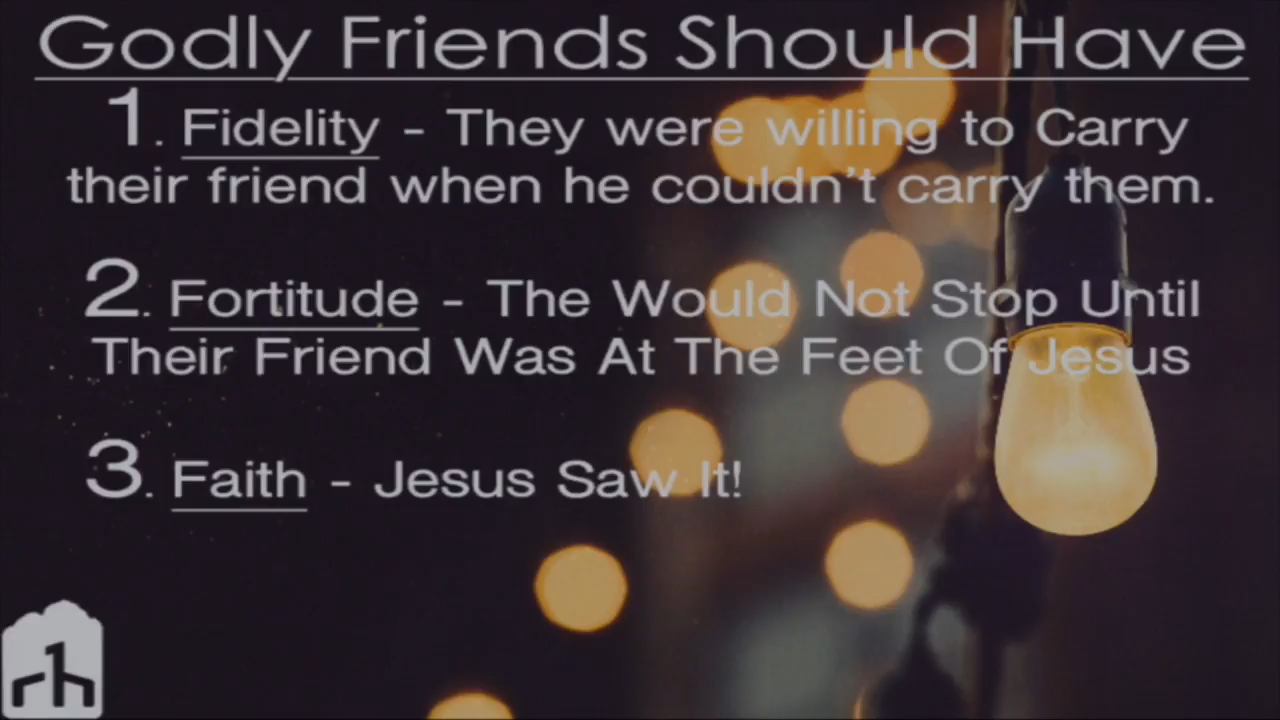 Godly Friends Should Have
1. Fidelity - They were willing to Carry
their friend when he couldn't carry them.
2. Fortitude - The Would Not Stop Until
Their Friend Was At The Feet Of Jesus
3. Faith - Jesus Saw It!